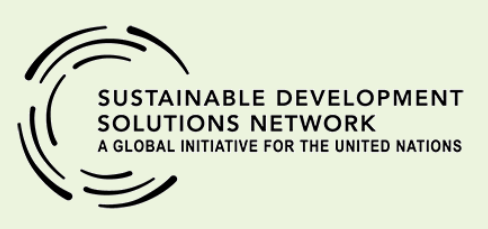 SUSTAINABLE DEVELOPMENT
SOLUTIONS NETWORK
A GLOBAL INITIATIVE FOR THE UNITED NATIONS